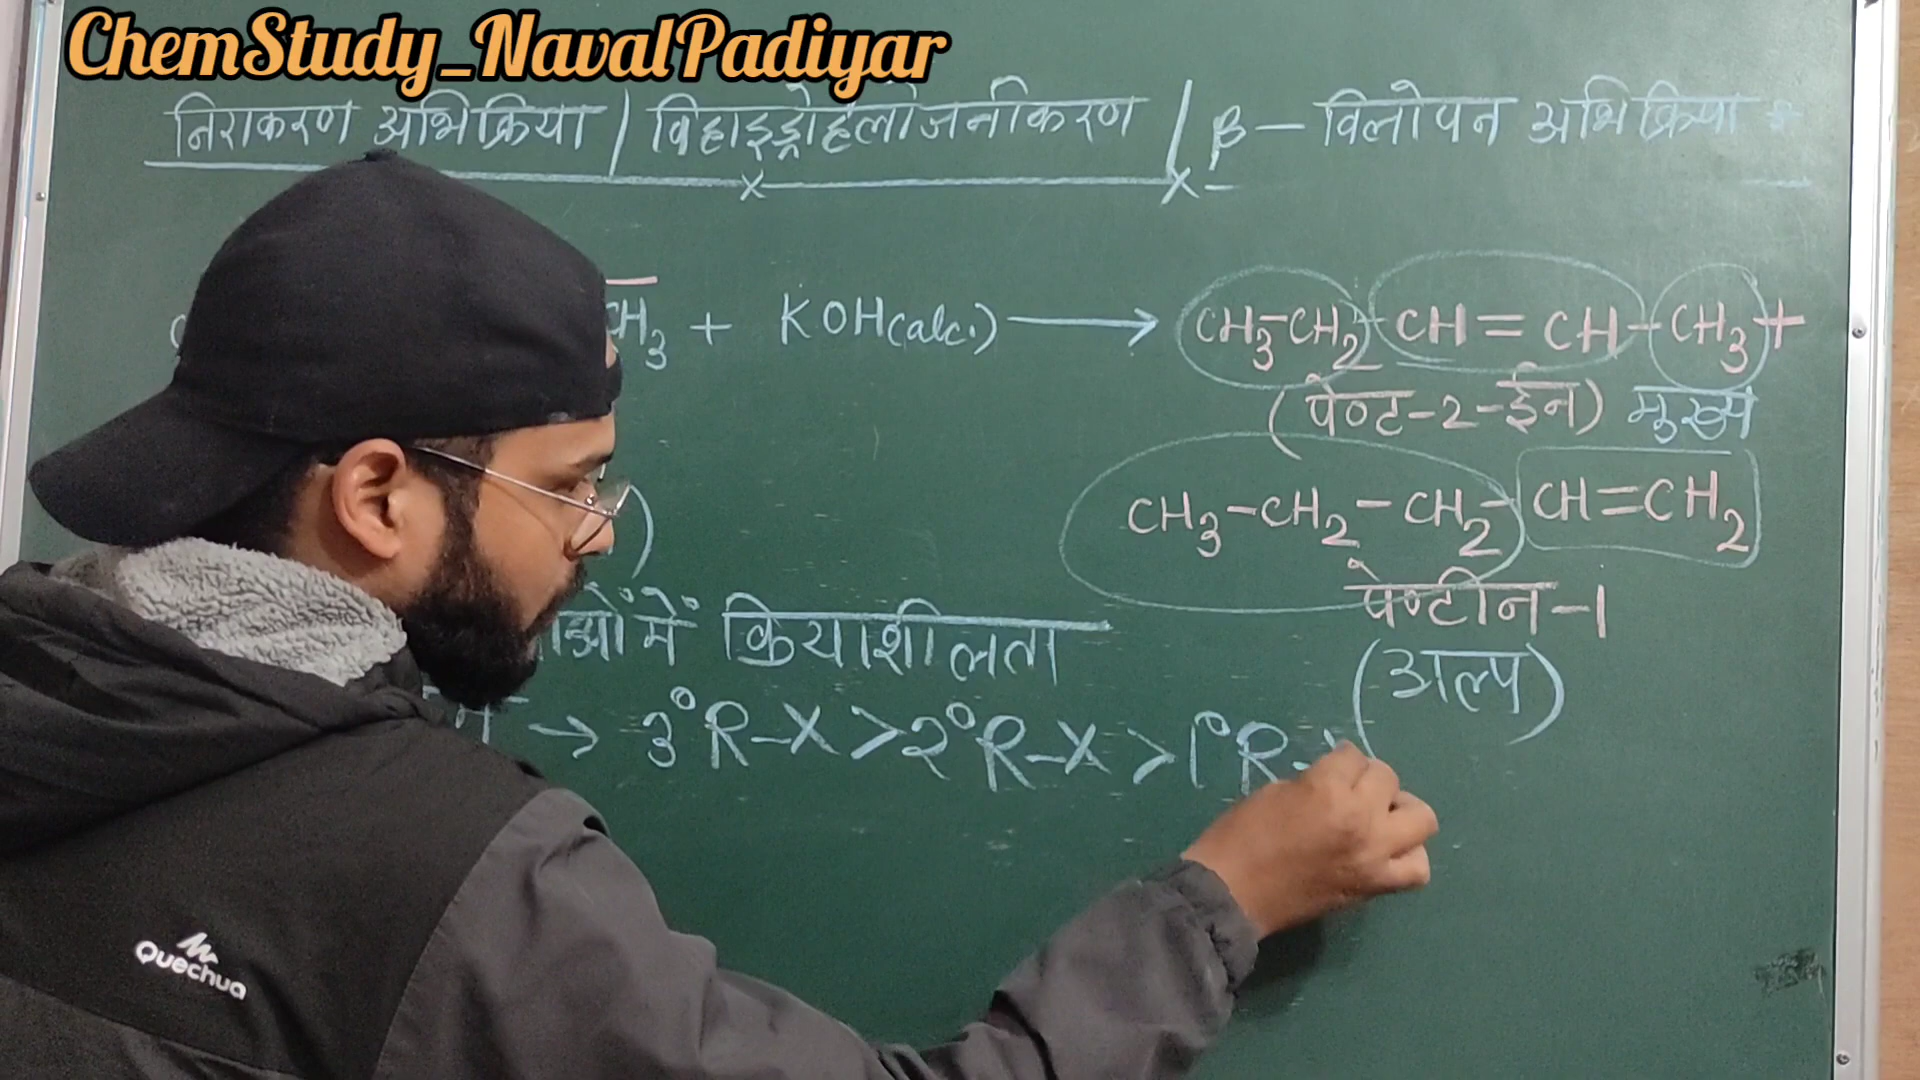 ChemStudy_NavalPadiyar
निराकरण अभिक्रिया / विहाइड्रोहैलोजनीकरण / β – विलोपन अभिक्रिया
CH3 + KOH(alc.) ⟶ CH3-CH2-CH=CH-CH3 +
(पेण्ट-2-ईन) मुख्य
CH3-CH2-CH2-CH=CH2
)
पेण्टीन-1
ओं में क्रियाशीलता
(अल्प)
→ 3°R-X > 2°R-X > 1°R-
Quechua